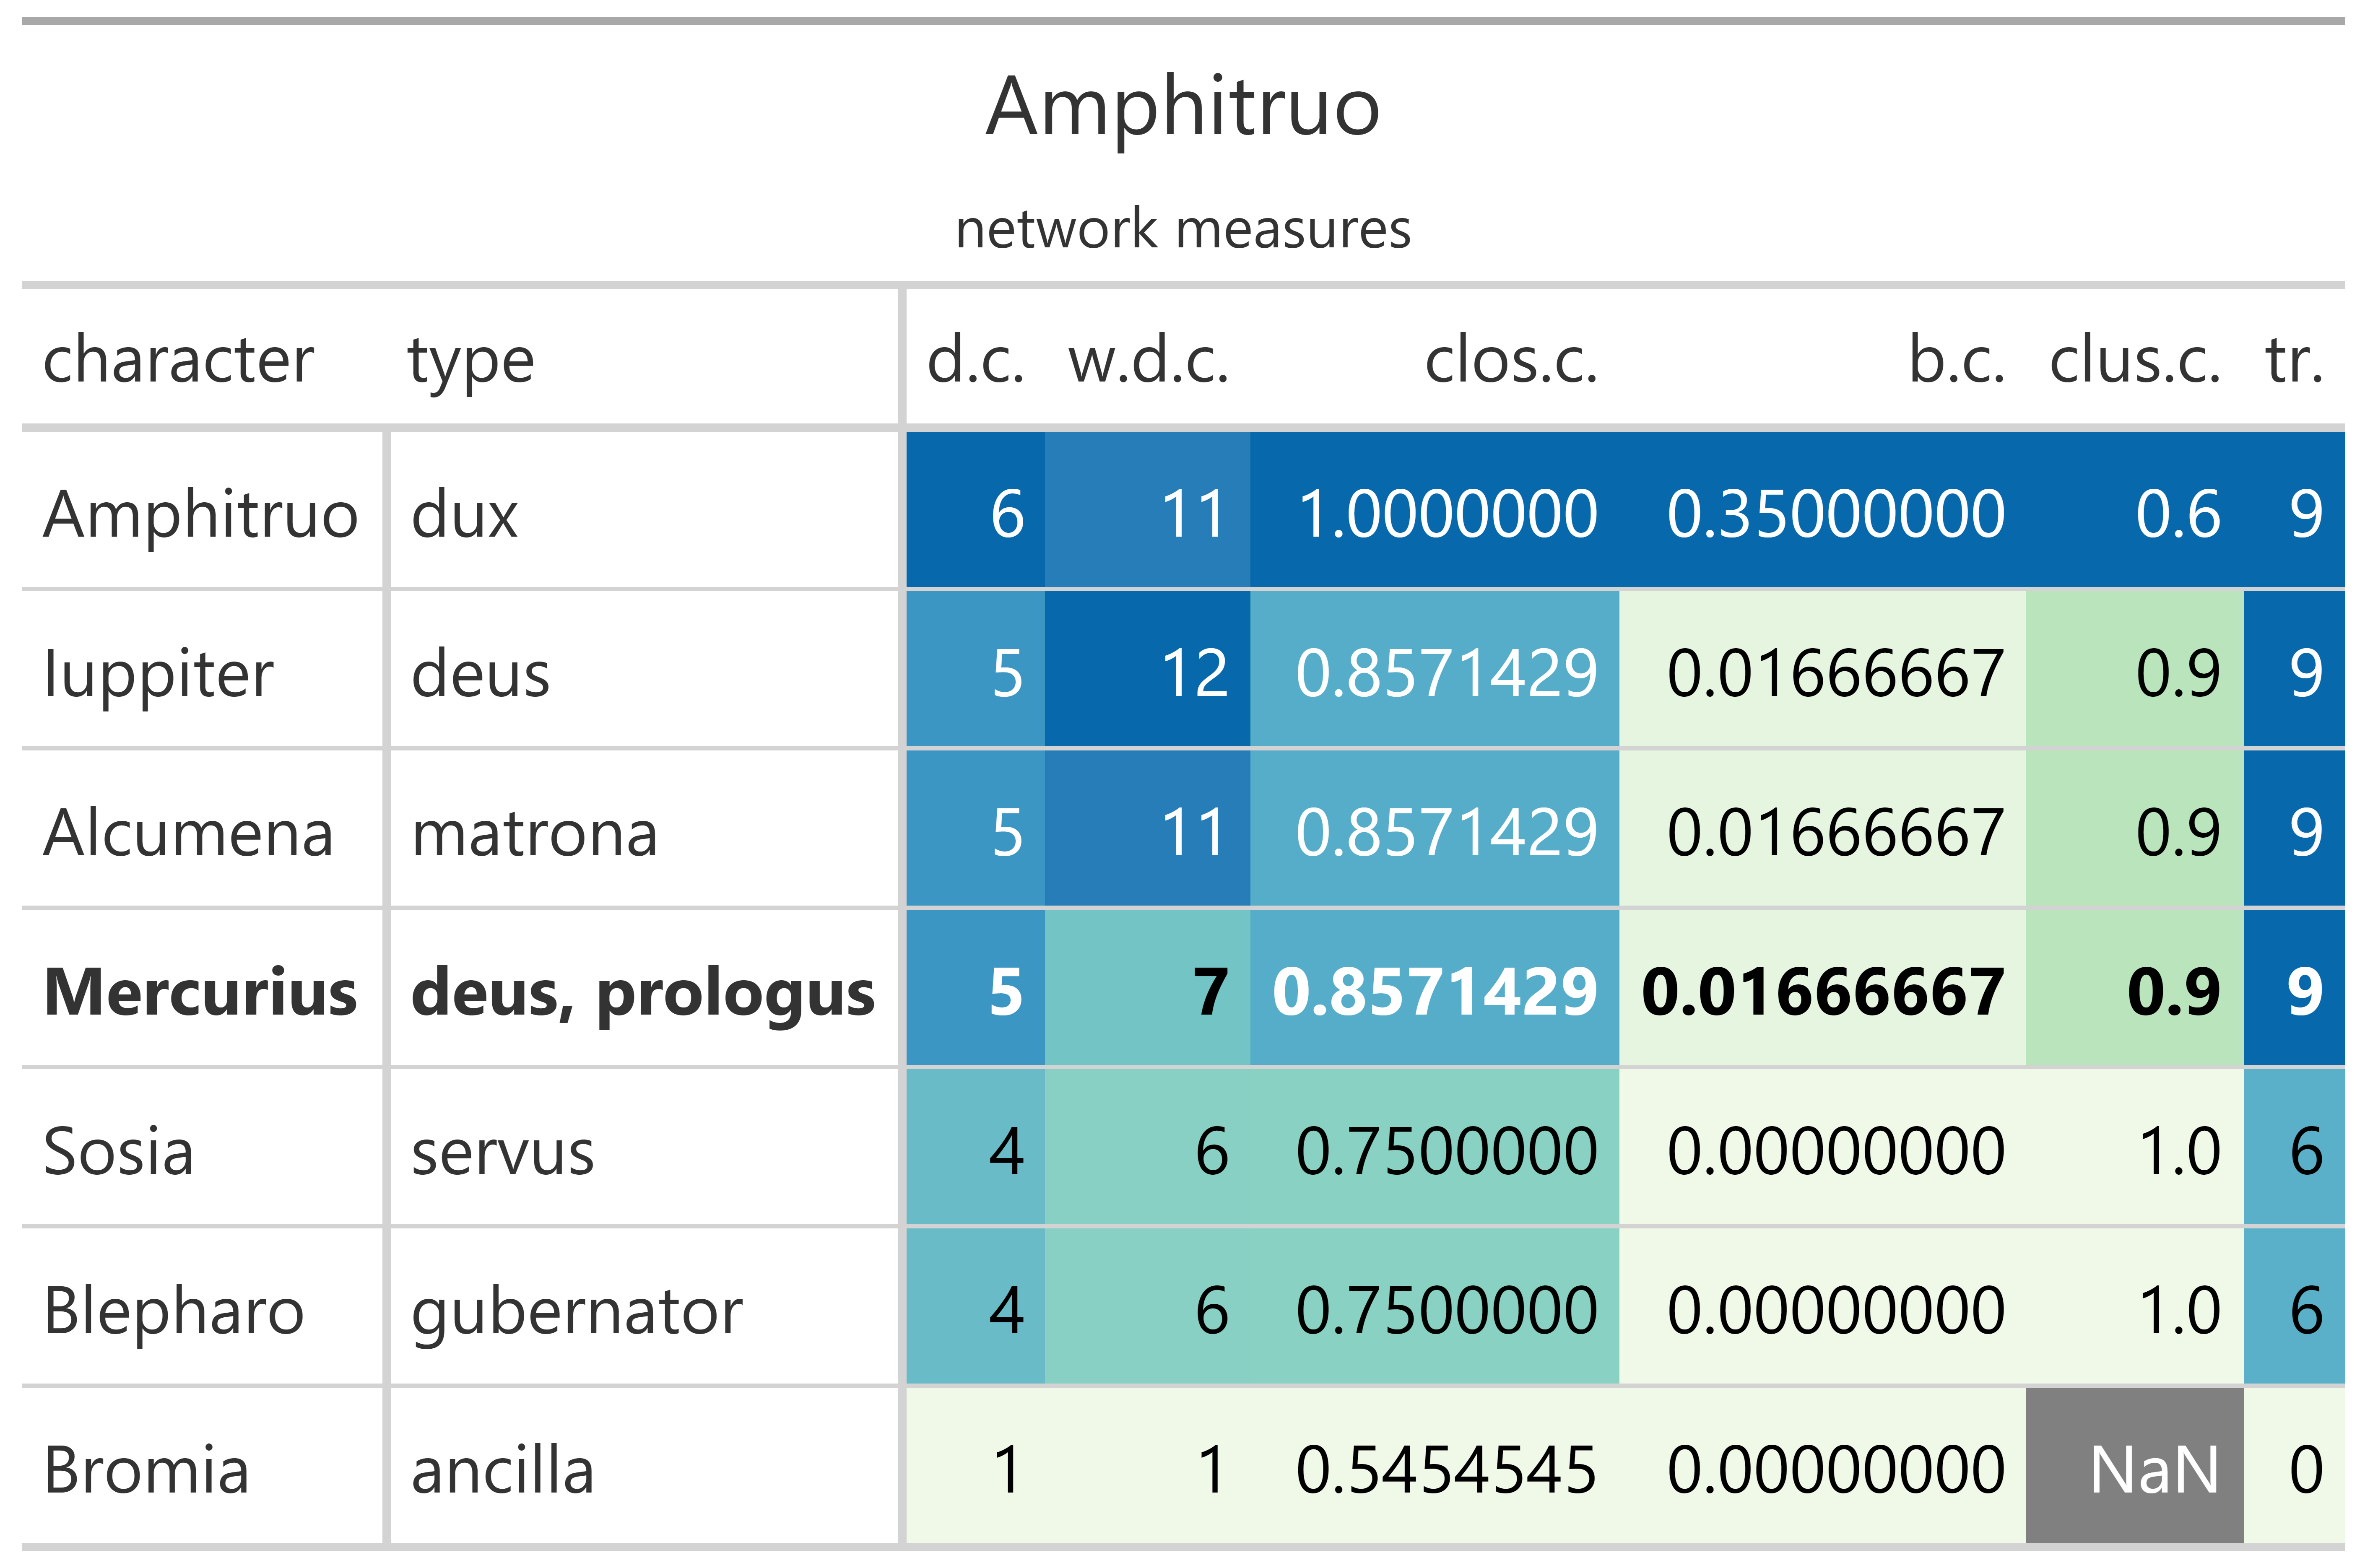 Amphitruo
network measures
character type d.c. w.d.c. clos.c. b.c. clus.c. tr.
Amphitruo dux 6 11 1.0000000 0.35000000 0.6 9
Iuppiter deus 5 12 0.8571429 0.01666667 0.9 9
Alcumena matrona 5 11 0.8571429 0.01666667 0.9 9
Mercurius deus, prologus 5 7 0.8571429 0.01666667 0.9 9
Sosia servus 4 6 0.7500000 0.00000000 1.0 6
Blepharo gubernator 4 6 0.7500000 0.00000000 1.0 6
Bromia ancilla 1 1 0.5454545 0.00000000 NaN 0